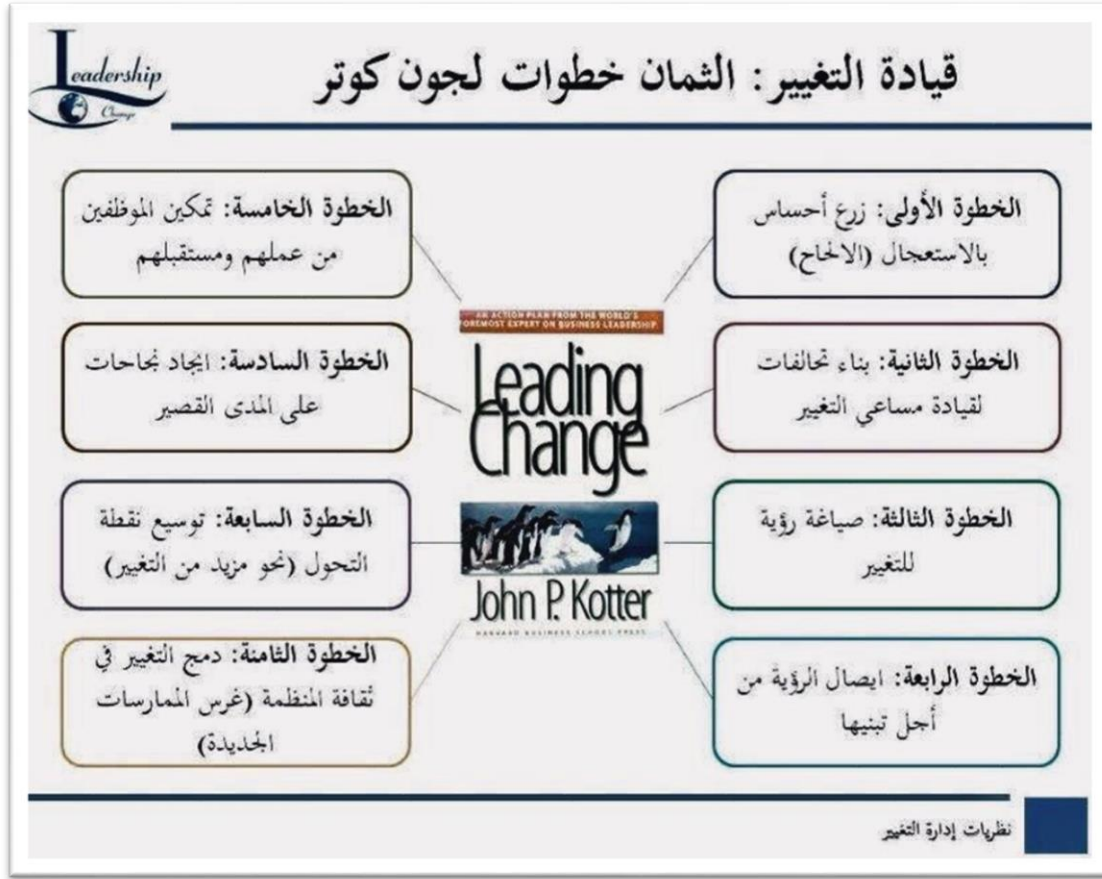 Leadership
Change
قيادة التغيير: الثمان خطوات لجون كوتر
الخطوة الأولى: زرع أحساس
بالاستعجال (الالحاح)
الخطوة الثانية: بناء تحالفات
لقيادة مساعي التغيير
الخطوة الثالثة: صياغة رؤية
للتغيير
الخطوة الرابعة: ايصال الرؤية من
أجل تبنيها
الخطوة الخامسة: تمكين الموظفين
من عملهم ومستقبلهم
الخطوة السادسة: ايجاد نجاحات
على المدى القصير
الخطوة السابعة: توسيع نقطة
التحول (نحو مزيد من التغيير)
الخطوة الثامنة: دمج التغيير في
ثقافة المنظمة (غرس الممارسات
الجديدة)
AN ACTION PLAN FROM THE WORLD'S
FOREMOST EXPERT ON BUSINESS LEADERSHIP
Leading
Change
John P. Kotter
HARVARD BUSINESS SCHOOL PRESS
نظريات إدارة التغيير